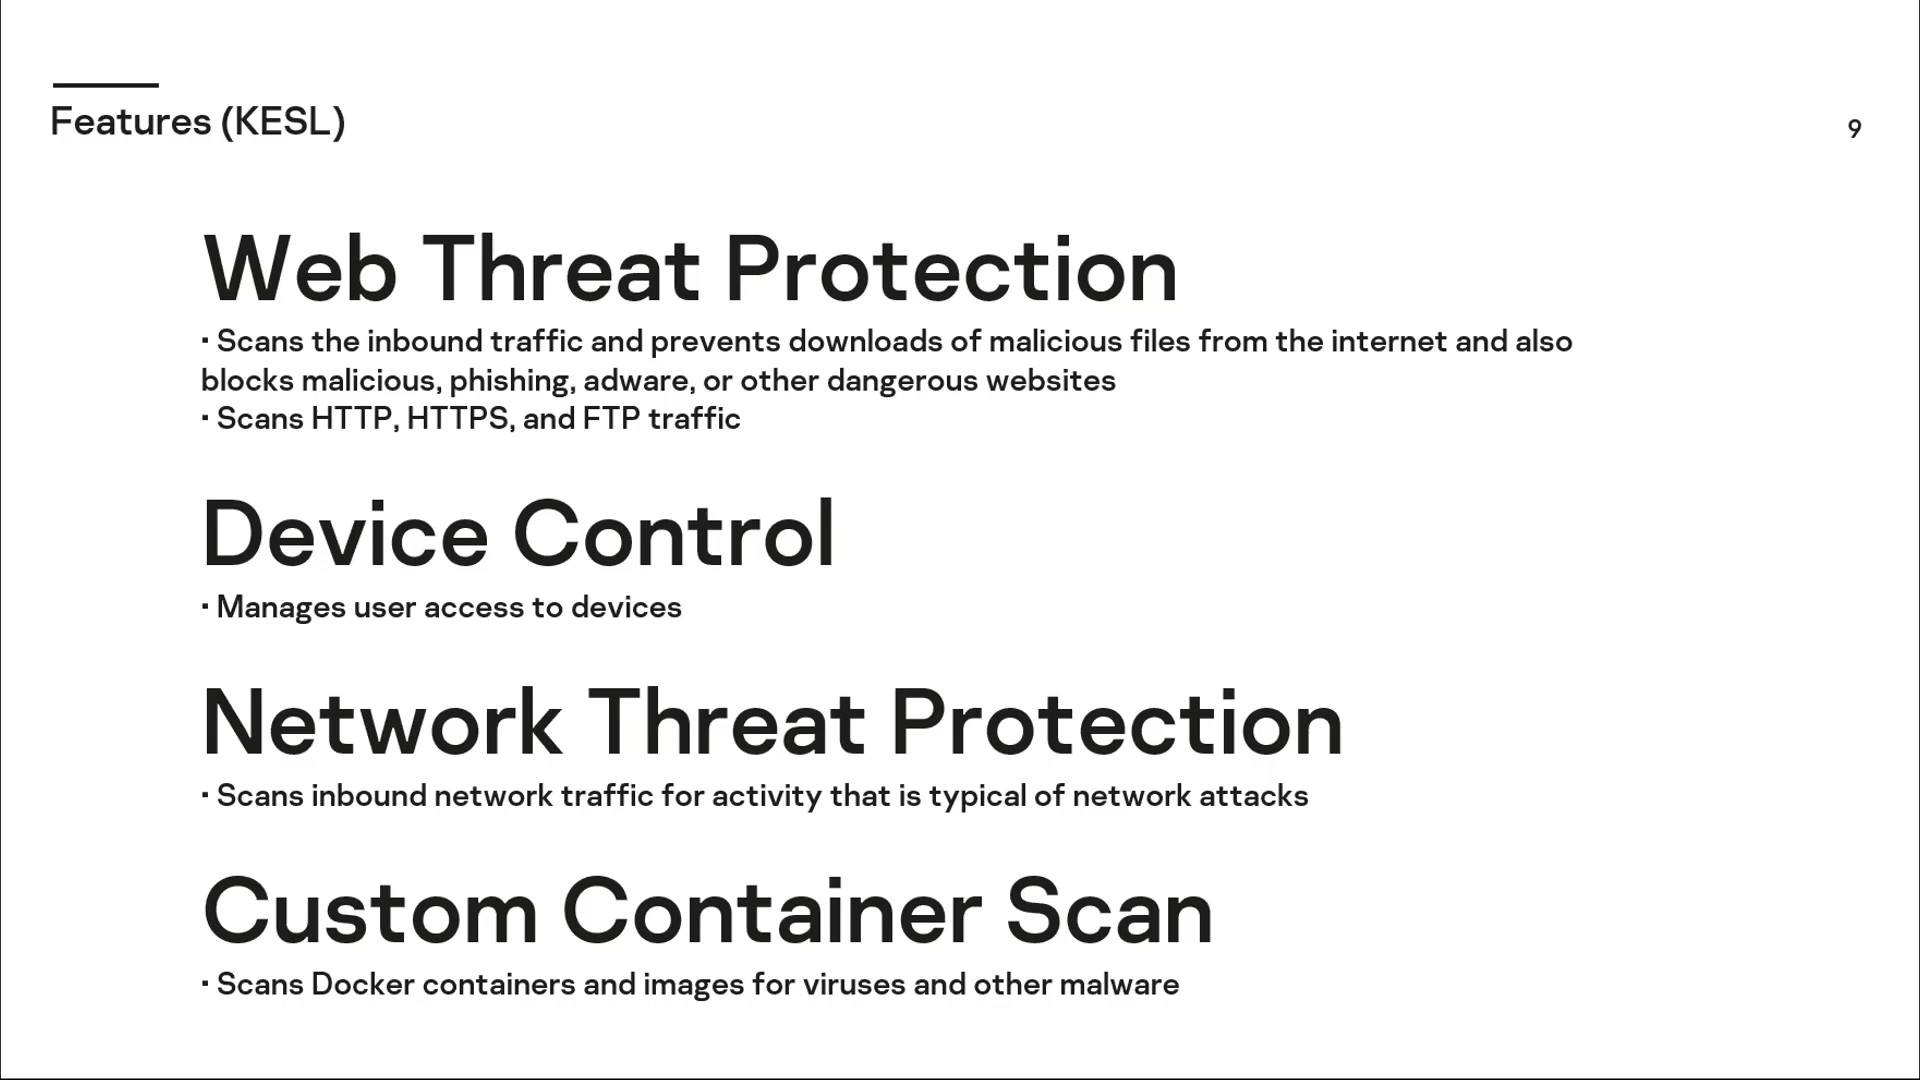 Features (KESL)
9
Web Threat Protection
▪ Scans the inbound traffic and prevents downloads of malicious files from the internet and also
blocks malicious, phishing, adware, or other dangerous websites
▪ Scans HTTP, HTTPS, and FTP traffic
Device Control
▪ Manages user access to devices
Network Threat Protection
▪ Scans inbound network traffic for activity that is typical of network attacks
Custom Container Scan
▪ Scans Docker containers and images for viruses and other malware